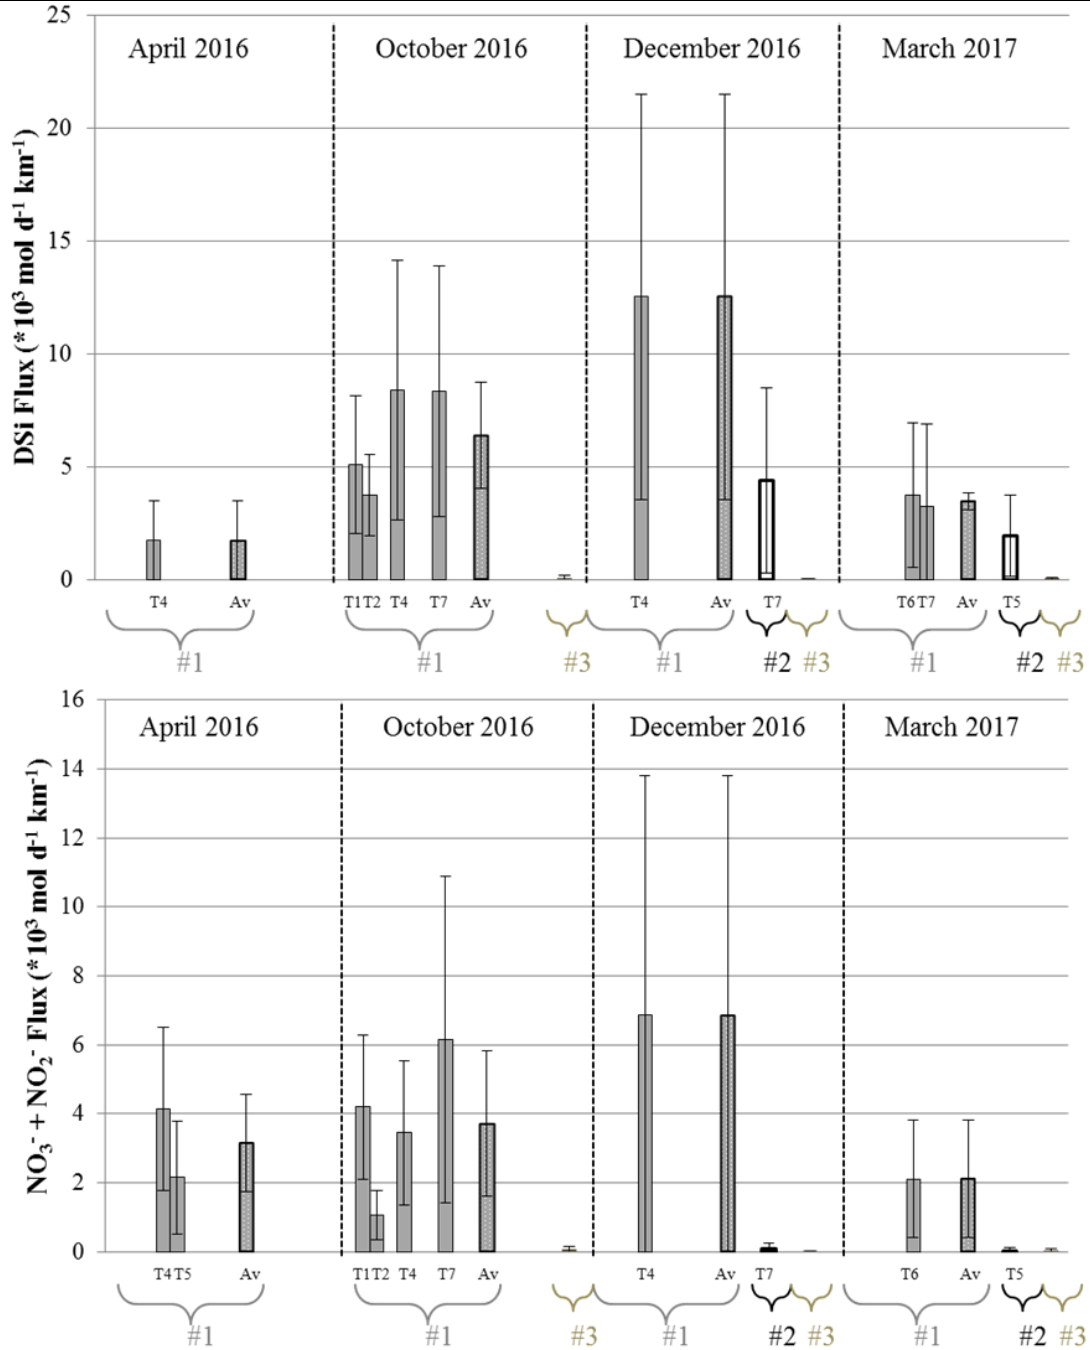 25
April 2016 October 2016 December 2016 March 2017
20
15
10
5
0
DSi Flux (*10³ mol d⁻¹ km⁻¹)
T4 Av T1 T2 T4 T7 Av T4 Av T7 T6 T7 Av T5
#1 #1 #3 #1 #2 #3 #1 #2 #3
16
April 2016 October 2016 December 2016 March 2017
14
12
10
8
6
4
2
0
NO₃⁻ + NO₂⁻ Flux (*10³ mol d⁻¹ km⁻¹)
T4 T5 Av T1 T2 T4 T7 Av T4 Av T7 T6 Av T5
#1 #1 #3 #1 #2 #3 #1 #2 #3